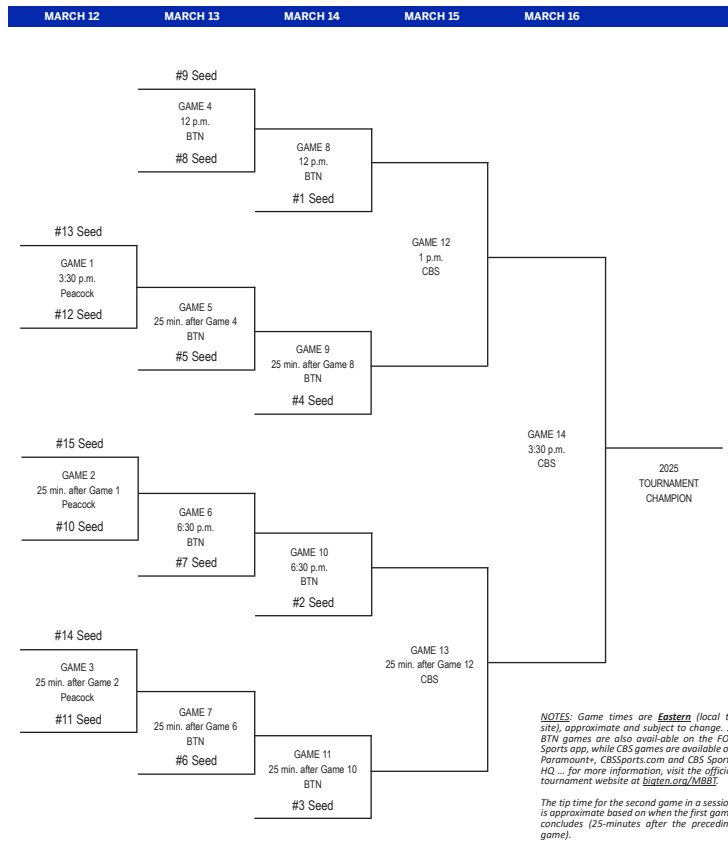 MARCH 12
MARCH 13
MARCH 14
MARCH 15
MARCH 16
#9 Seed
GAME 4
12 p.m.
BTN
#8 Seed
GAME 8
12 p.m.
BTN
#1 Seed
#13 Seed
GAME 1
3:30 p.m.
Peacock
#12 Seed
GAME 12
1 p.m.
CBS
GAME 5
25 min. after Game 4
BTN
#5 Seed
GAME 9
25 min. after Game 8
BTN
#4 Seed
#15 Seed
GAME 2
25 min. after Game 1
Peacock
#10 Seed
GAME 14
3:30 p.m.
CBS
2025
TOURNAMENT
CHAMPION
GAME 6
6:30 p.m.
BTN
#7 Seed
GAME 10
6:30 p.m.
BTN
#2 Seed
#14 Seed
GAME 3
25 min. after Game 2
Peacock
#11 Seed
GAME 13
25 min. after Game 12
CBS
GAME 7
25 min. after Game 6
BTN
#6 Seed
GAME 11
25 min. after Game 10
BTN
#3 Seed
NOTES: Game times are Eastern (local
site), approximate and subject to change.
BTN games are also avail-able on the
Sports app, while CBS games are available
Paramount+, CBSSports.com and CBS
HQ ... for more information, visit the
tournament website at bigten.org/MBBT.
The tip time for the second game in a
is approximate based on when the first
concludes (25-minutes after the
game).